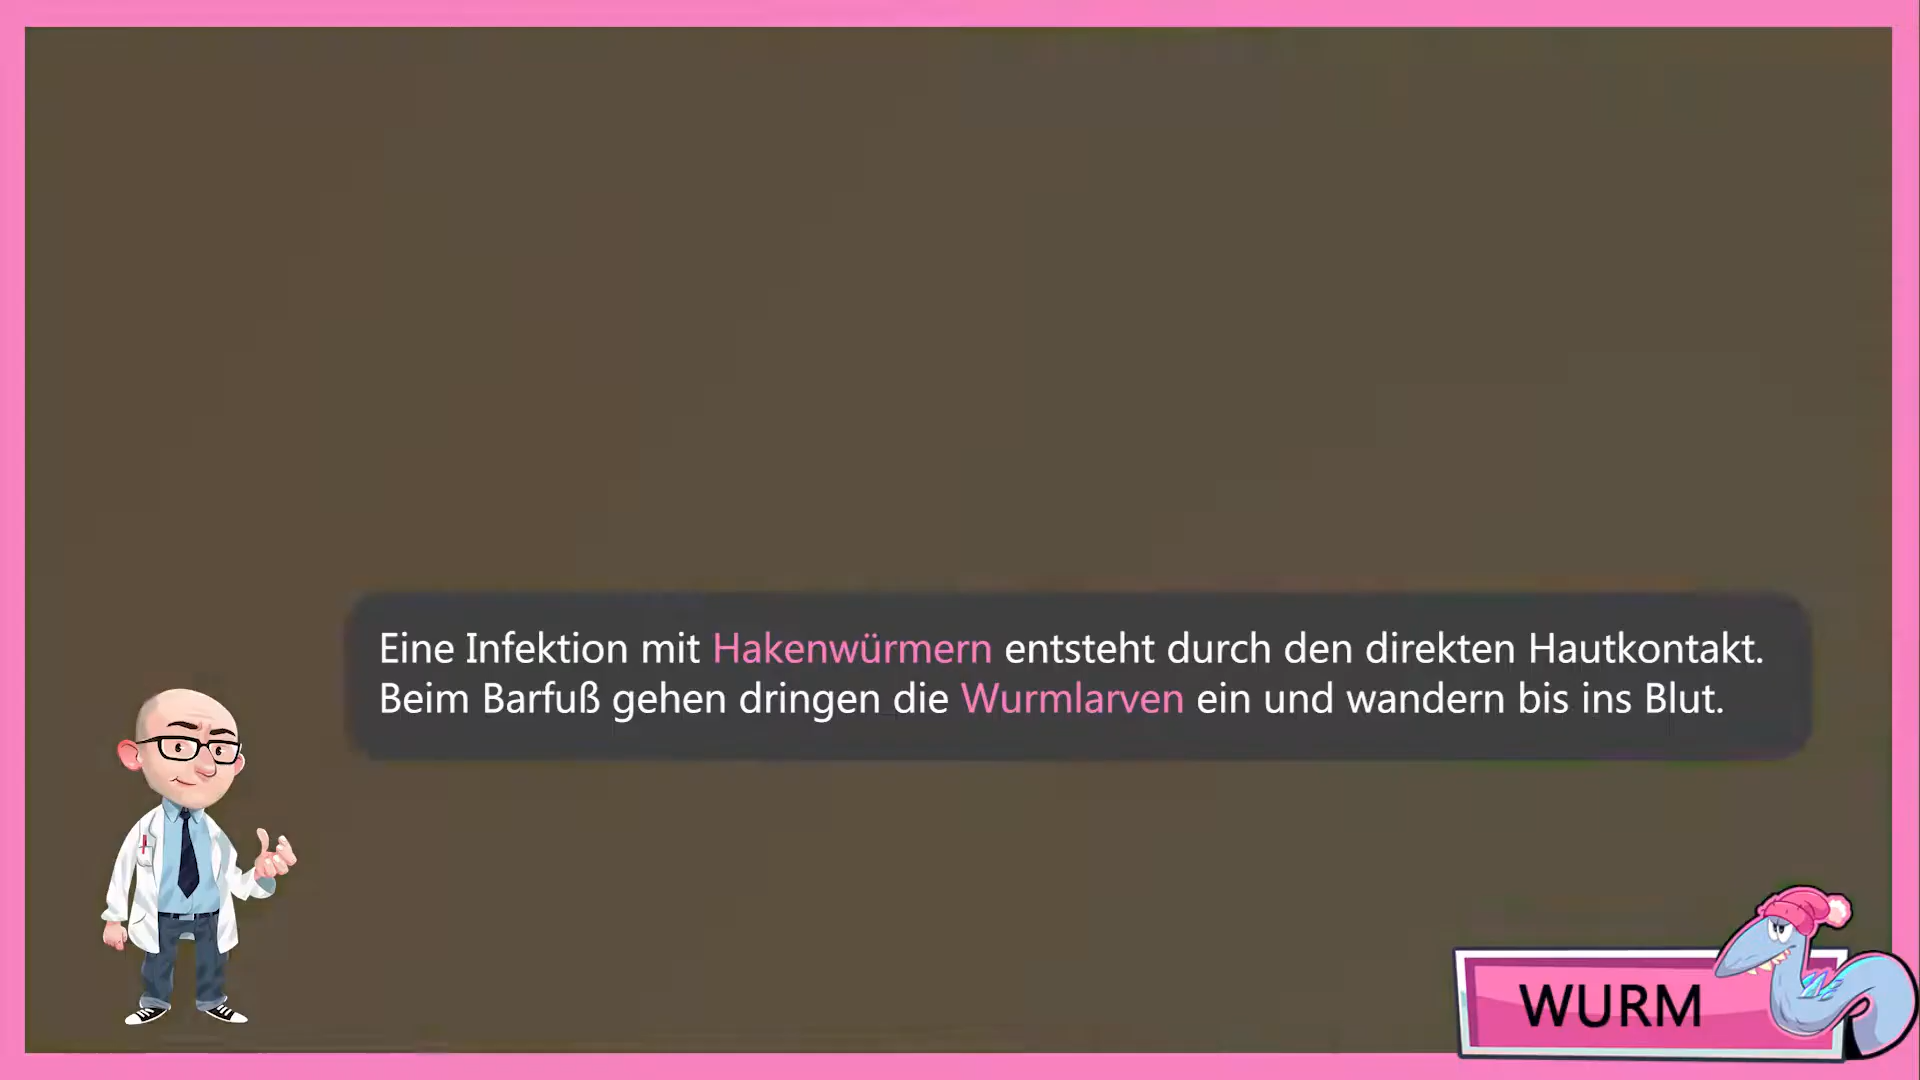 Eine Infektion mit Hakenwürmern entsteht durch den direkten Hautkontakt.
Beim Barfuß gehen dringen die Wurmlarven ein und wandern bis ins Blut.
WURM